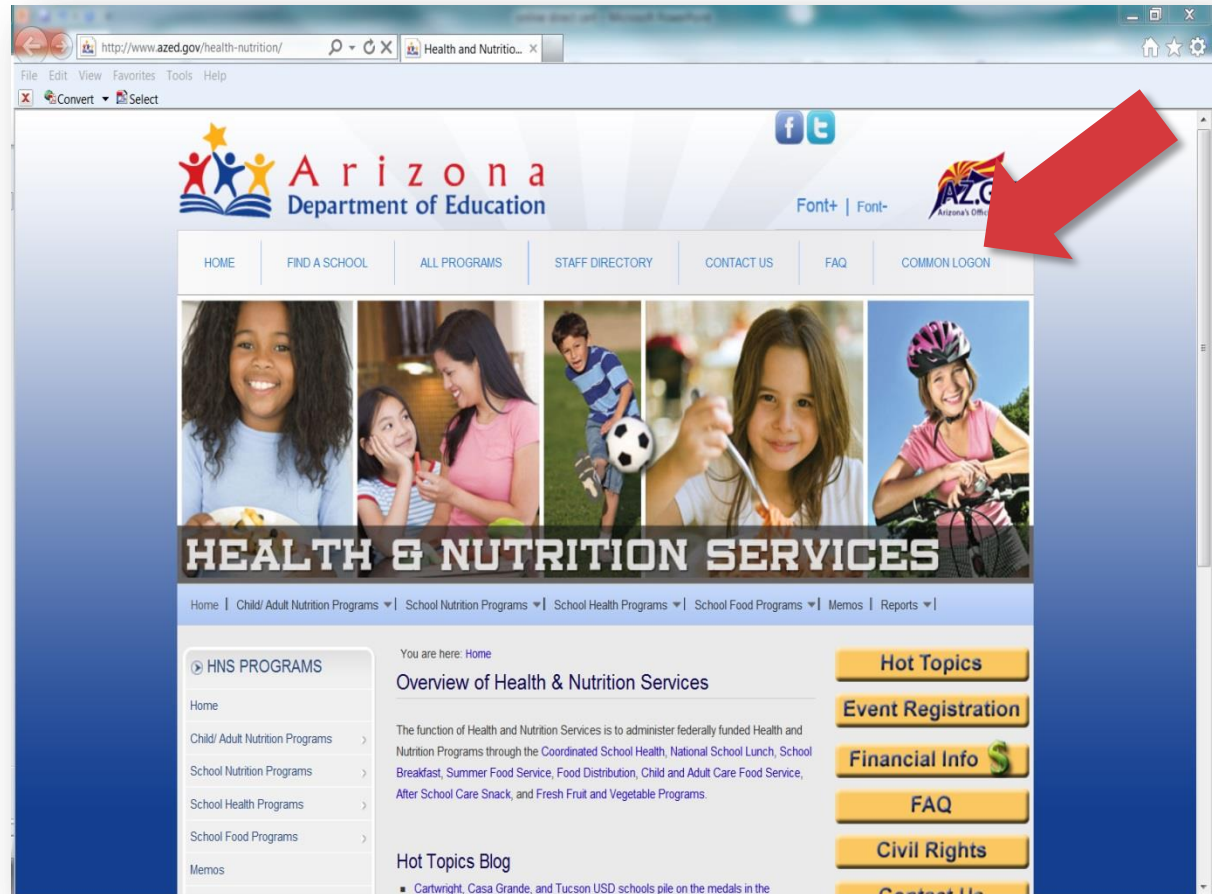 http://www.azed.gov/health-nutrition/
Health and Nutritio...
File Edit View Favorites Tools Help
Convert Select
Arizona
Department of Education
Font+ | Font-
AZ.G
Arizona's Offic
HOME FIND A SCHOOL ALL PROGRAMS STAFF DIRECTORY CONTACT US FAQ COMMON LOGON
HEALTH & NUTRITION SERVICES
Home | Child/ Adult Nutrition Programs | School Nutrition Programs | School Health Programs | School Food Programs | Memos | Reports |
HNS PROGRAMS
Home
Child/ Adult Nutrition Programs
School Nutrition Programs
School Health Programs
School Food Programs
Memos
You are here: Home
Overview of Health & Nutrition Services
The function of Health and Nutrition Services is to administer federally funded Health and
Nutrition Programs through the Coordinated School Health, National School Lunch, School
Breakfast, Summer Food Service, Food Distribution, Child and Adult Care Food Service,
After School Care Snack, and Fresh Fruit and Vegetable Programs.
Hot Topics Blog
Cartwright, Casa Grande, and Tucson USD schools pile on the medals in the
Hot Topics
Event Registration
Financial Info $
FAQ
Civil Rights
Contact Us